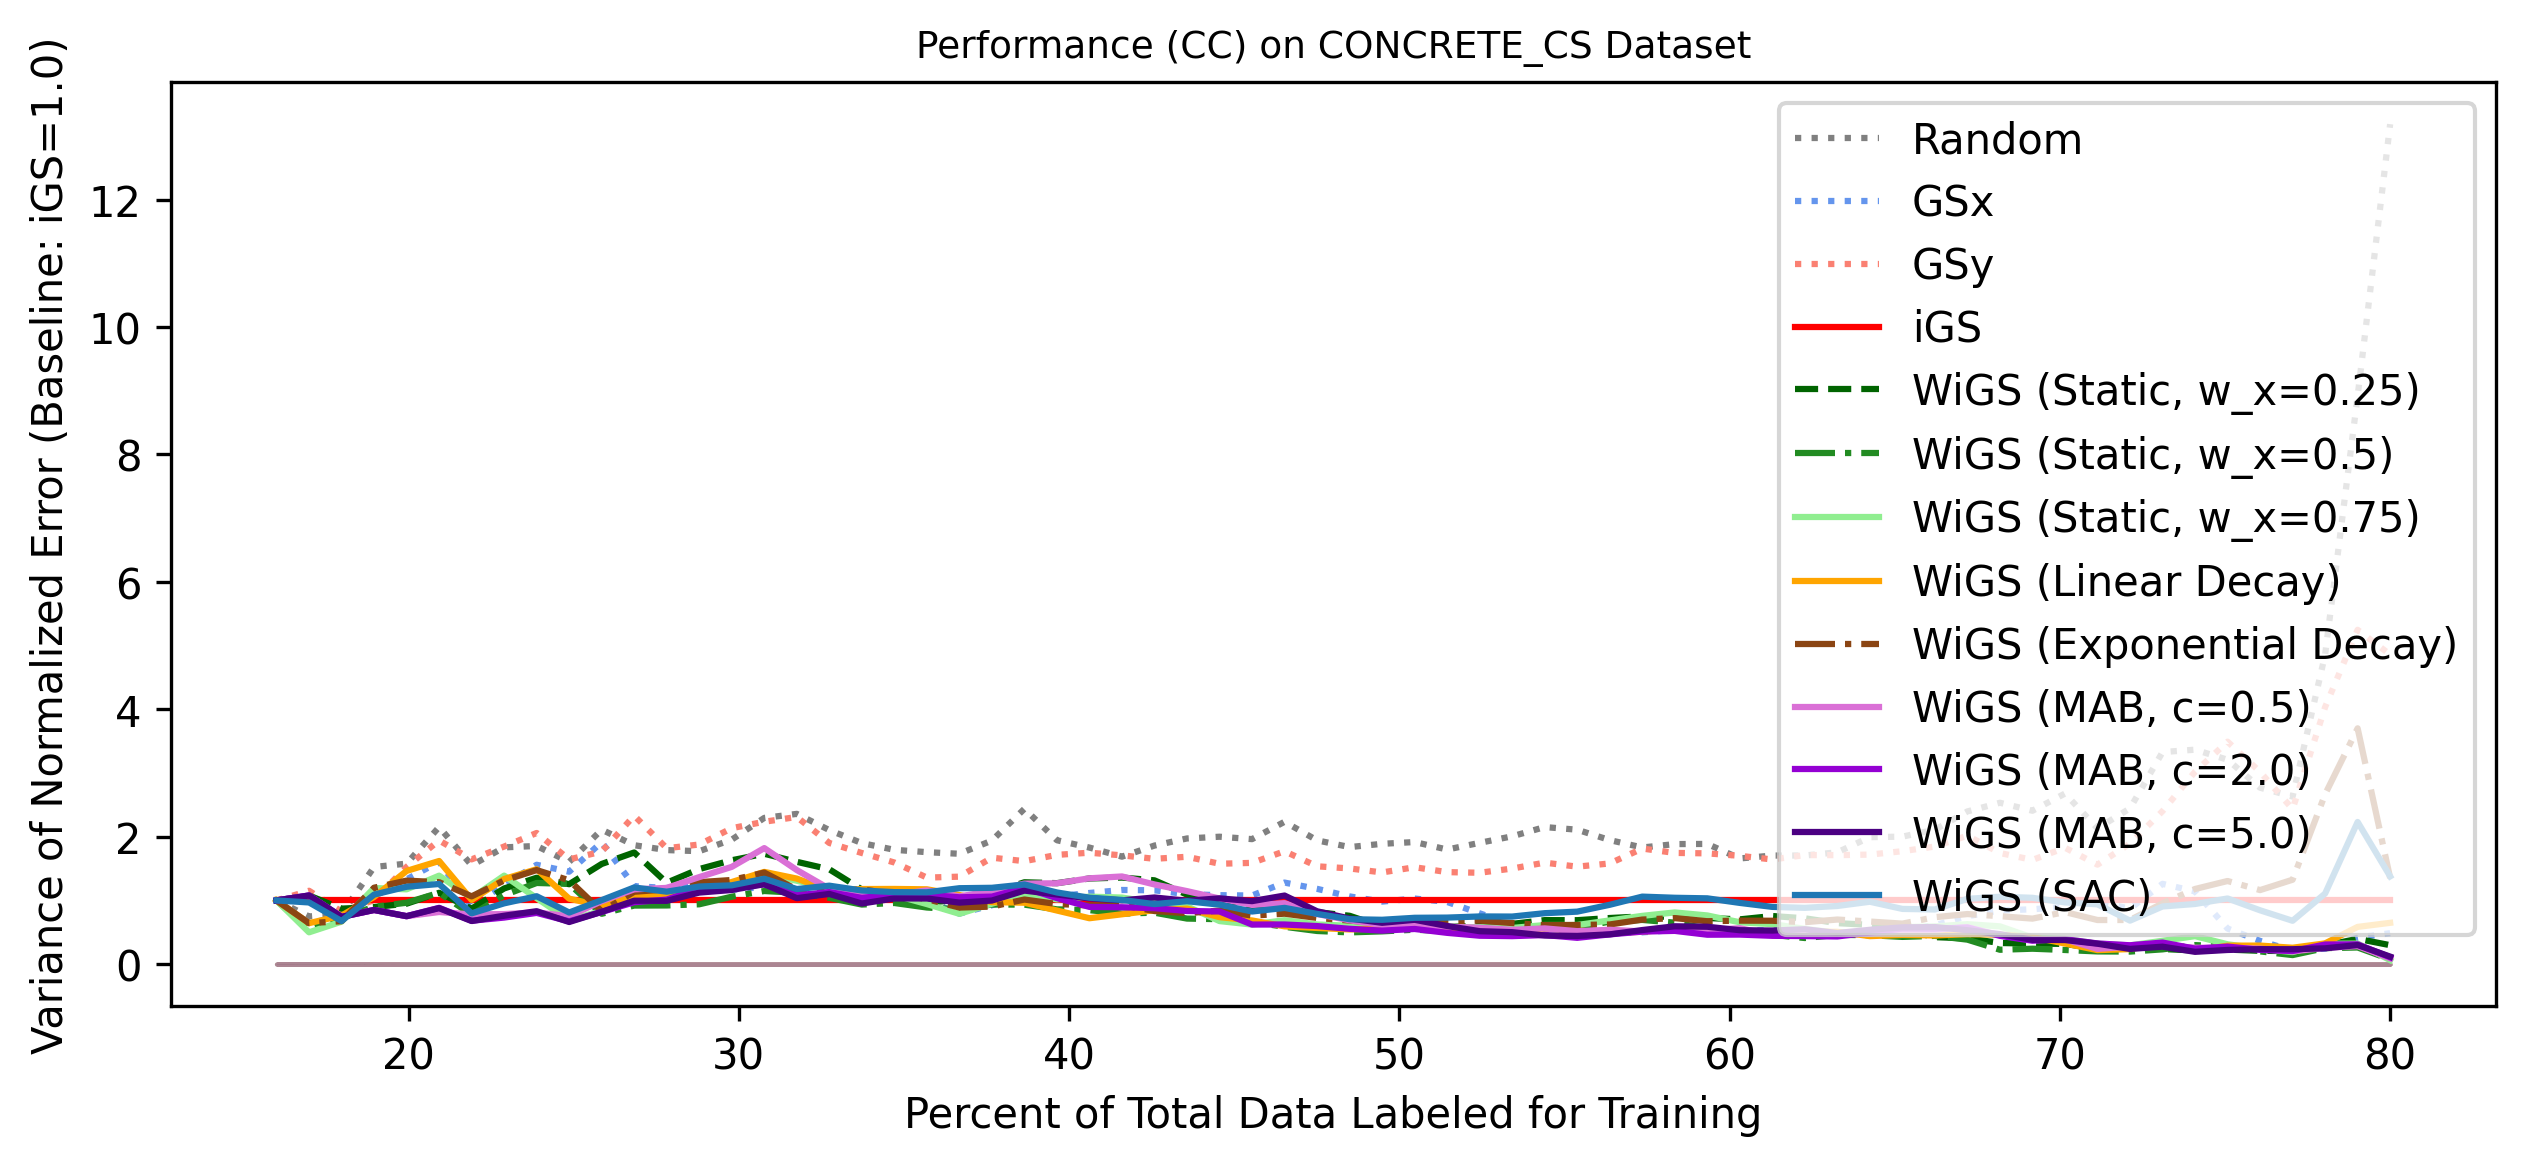 Performance (CC) on CONCRETE_CS Dataset
Variance of Normalized Error (Baseline: iGS=1.0)
12
10
8
6
4
2
0
Random
GSx
GSy
iGS
WiGS (Static, w_x=0.25)
WiGS (Static, w_x=0.5)
WiGS (Static, w_x=0.75)
WiGS (Linear Decay)
WiGS (Exponential Decay)
WiGS (MAB, c=0.5)
WiGS (MAB, c=2.0)
WiGS (MAB, c=5.0)
WiGS (SAC)
20 30 40 50 60 70 80
Percent of Total Data Labeled for Training